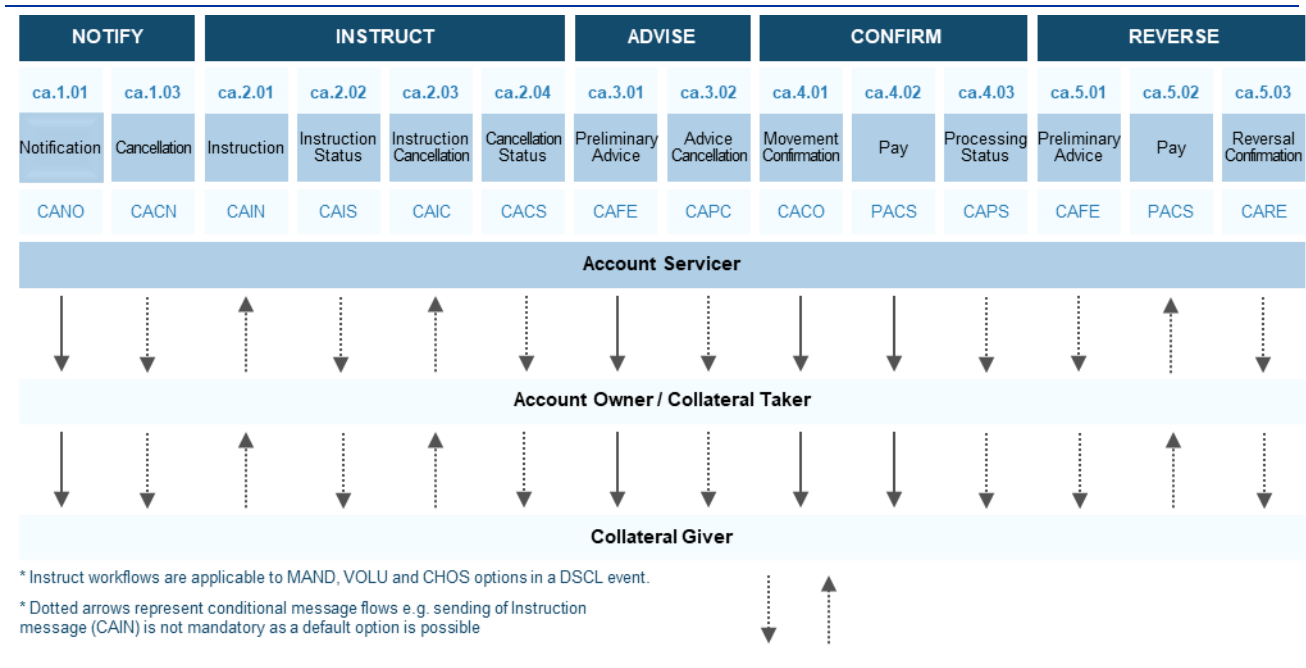 NOTIFY INSTRUCT ADVISE CONFIRM REVERSE
ca.1.01 ca.1.03 ca.2.01 ca.2.02 ca.2.03 ca.2.04 ca.3.01 ca.3.02 ca.4.01 ca.4.02 ca.4.03 ca.5.01 ca.5.02 ca.5.03
Notification Cancellation Instruction Instruction Status Instruction Cancellation Cancellation Status Preliminary Advice Advice Cancellation Movement Confirmation Pay Processing Status Preliminary Advice Pay Reversal Confirmation
CANO CACN CAIN CAIS CAIC CACS CAFE CAPC CACO PACS CAPS CAFE PACS CARE
Account Servicer
Account Owner / Collateral Taker
Collateral Giver
* Instruct workflows are applicable to MAND, VOLU and CHOS options in a DSCL event.
* Dotted arrows represent conditional message flows e.g. sending of Instruction
message (CAIN) is not mandatory as a default option is possible